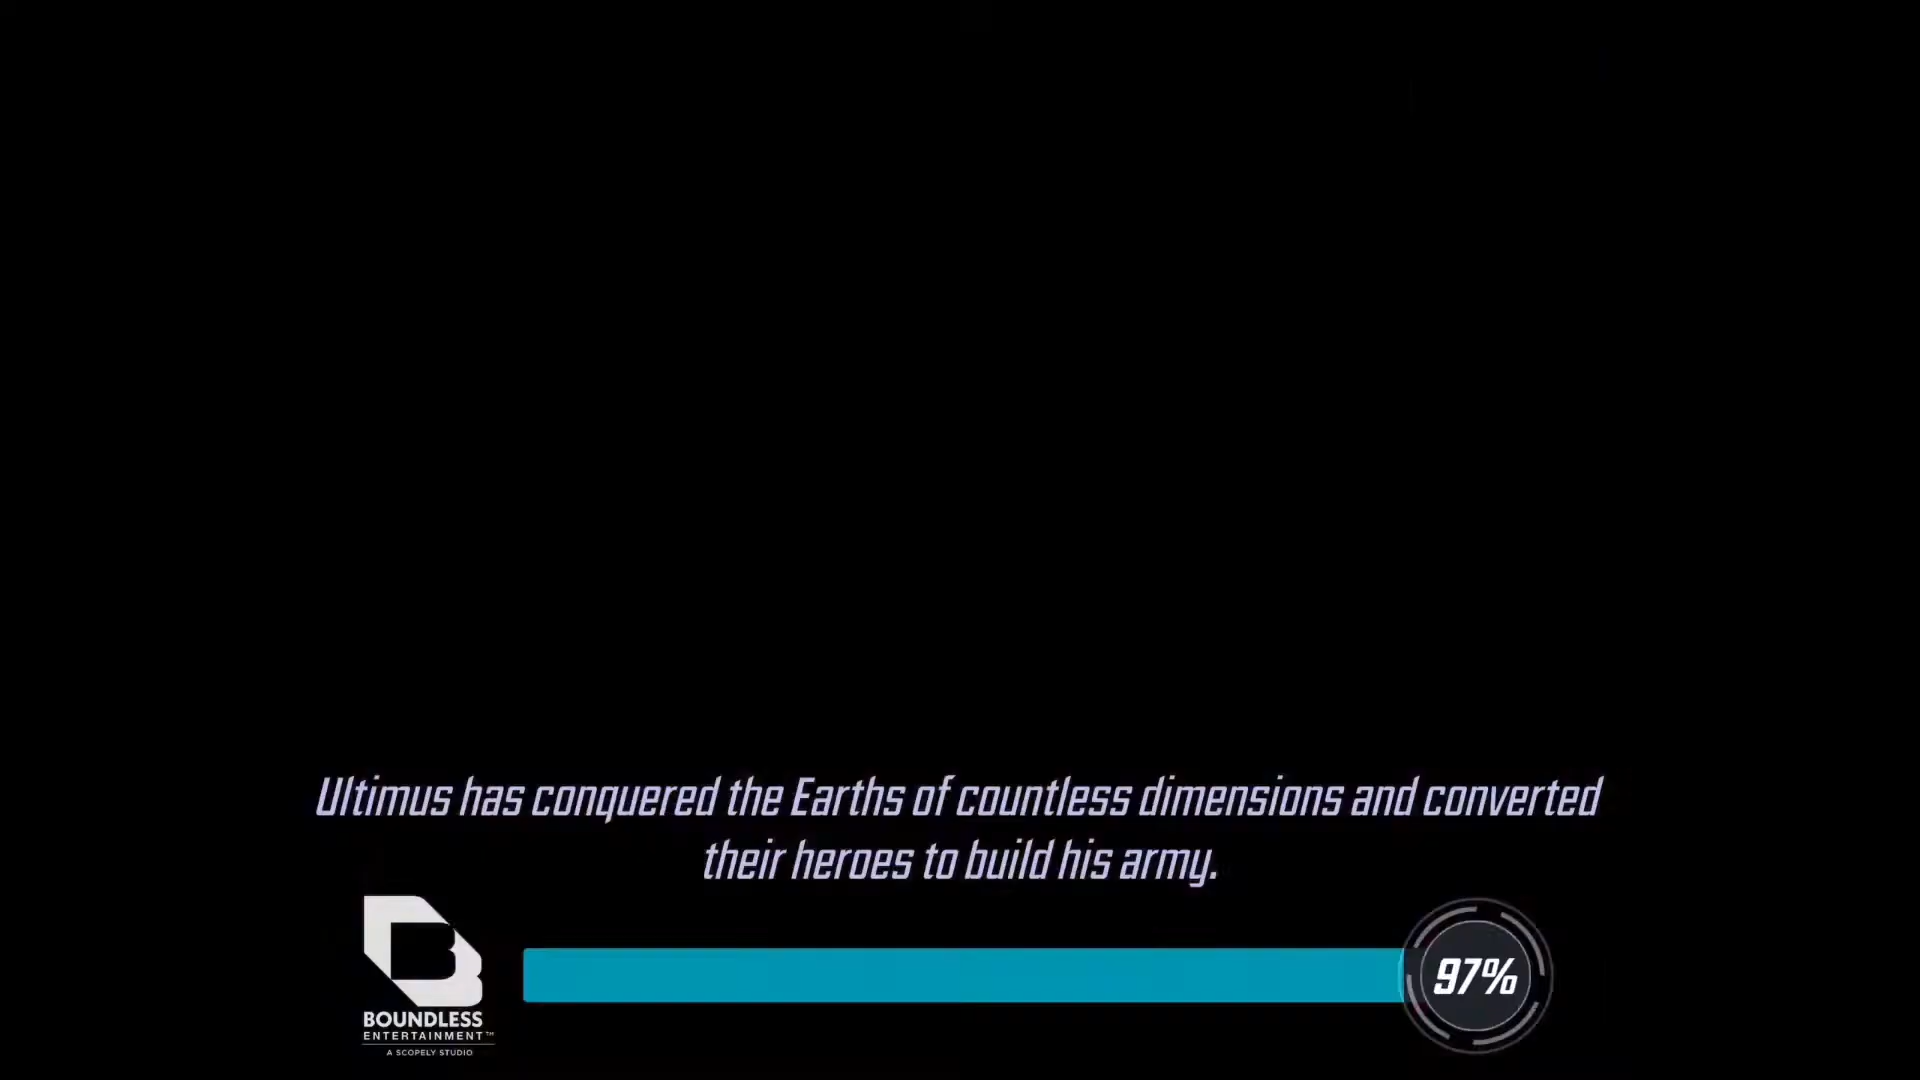 Ultimus has conquered the Earths of countless dimensions and converted
their heroes to build his army.
97%
BOUNDLESS
ENTERTAINMENT™
A SCOPELY STUDIO